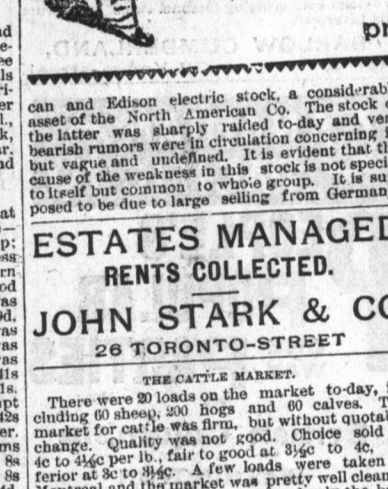 can and Edison electric stock, a considerabl
asset of the North American Co. The stock o
the latter was sharply raided to-day and ver
bearish rumors were in circulation concerning i
but vague and undefined. It is evident that th
cause of the weakness in this stock is not speci
to itself but common to whole group. It is su
posed to be due to large selling from German
ESTATES MANAGED
RENTS COLLECTED.
JOHN STARK & CO
26 TORONTO-STREET
THE CATTLE MARKET.
There were 20 loads on the market to-day,
cluding 60 sheep, 200 hogs and 60 calves. T
market for cattle was firm, but without quotab
change. Quality was not good. Choice sold
4c to 4½c per lb., fair to good at 3½c to 4c,
ferior at 3c to 3½c. A few loads were taken
Montreal and the market was pretty well clean